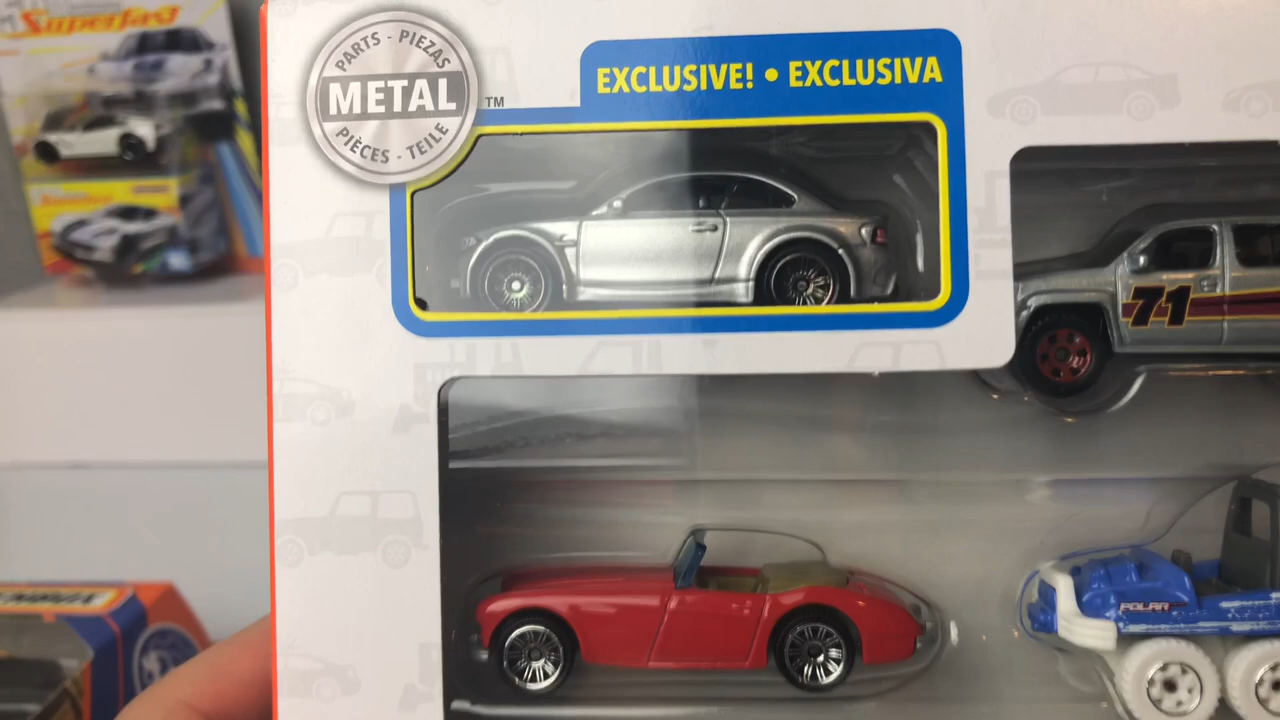 Superfast
PARTS - PIEZAS
METAL
TM
PIÈCES - TEILE
EXCLUSIVE! • EXCLUSIVA
71
POLAR